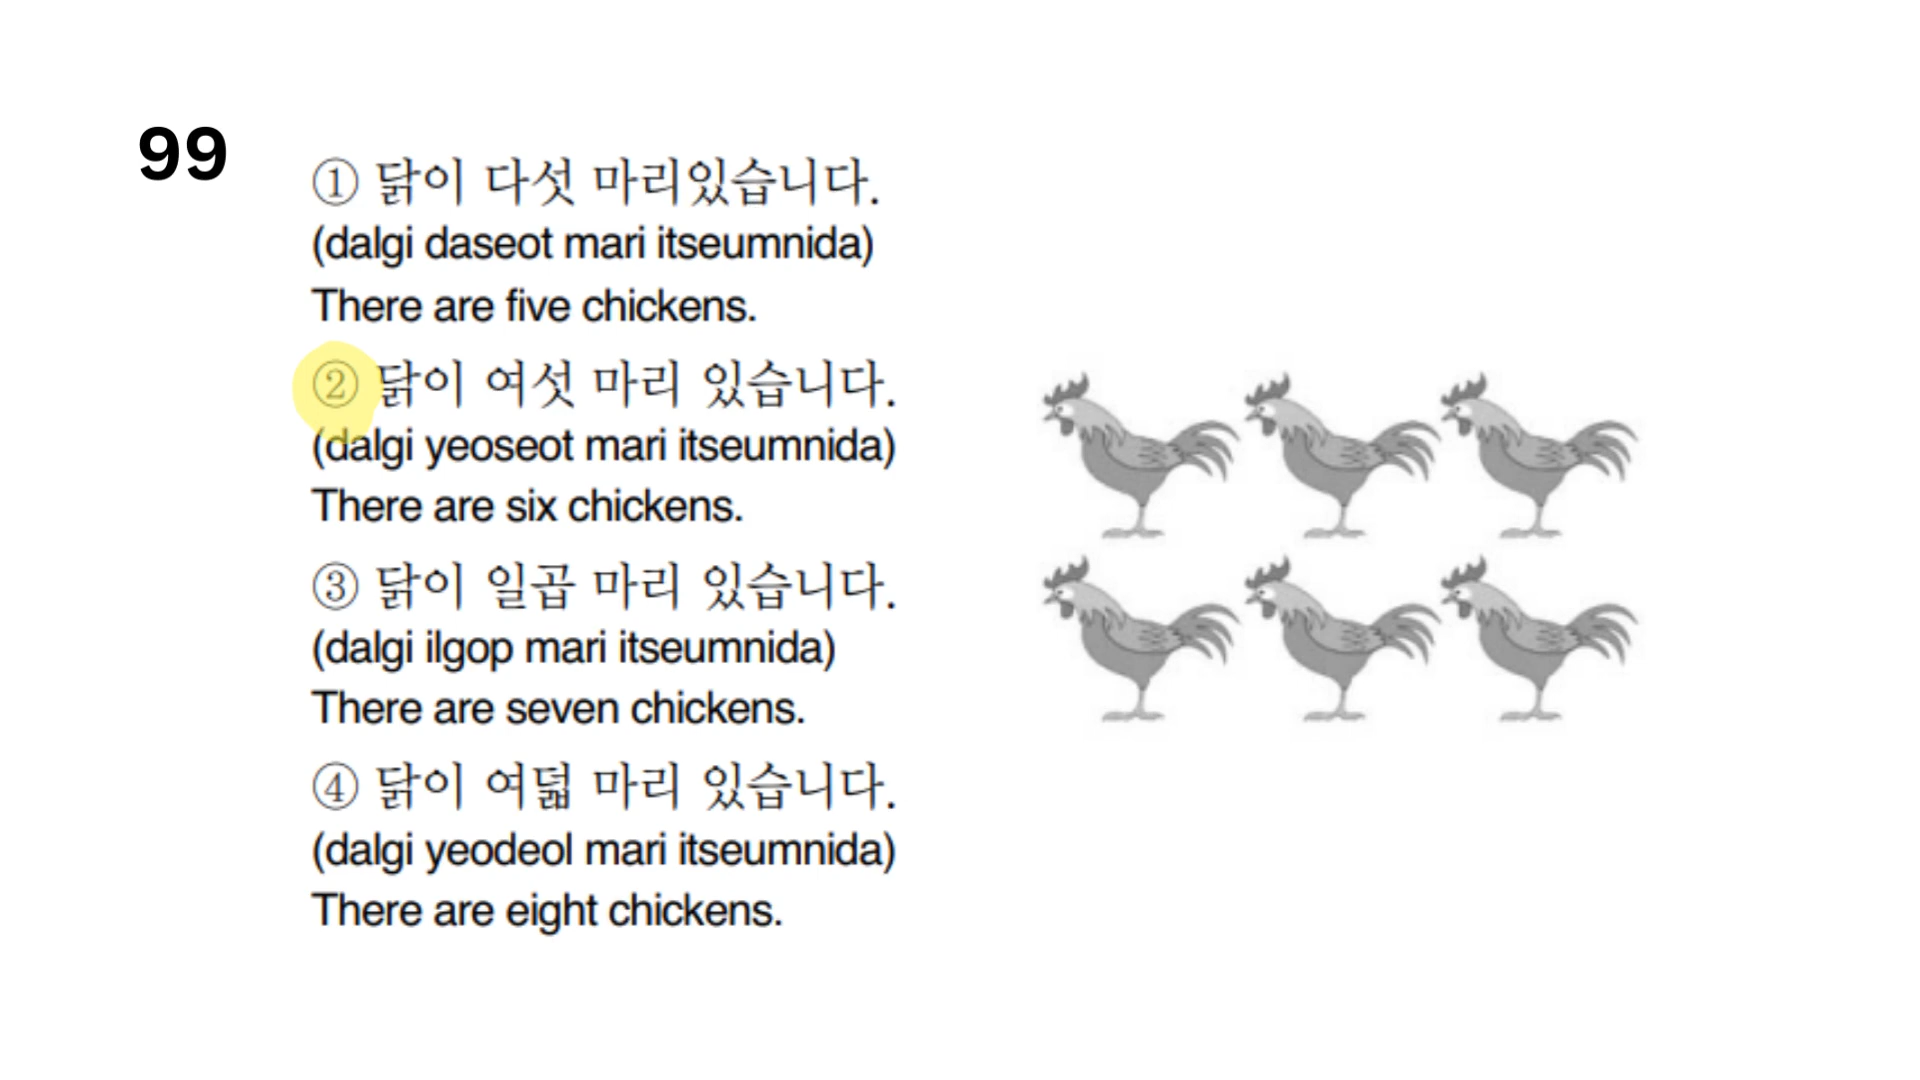 99
① 닭이 다섯 마리있습니다.
(dalgi daseot mari itseumnida)
There are five chickens.
② 닭이 여섯 마리 있습니다.
(dalgi yeoseot mari itseumnida)
There are six chickens.
③ 닭이 일곱 마리 있습니다.
(dalgi ilgop mari itseumnida)
There are seven chickens.
④ 닭이 여덟 마리 있습니다.
(dalgi yeodeol mari itseumnida)
There are eight chickens.